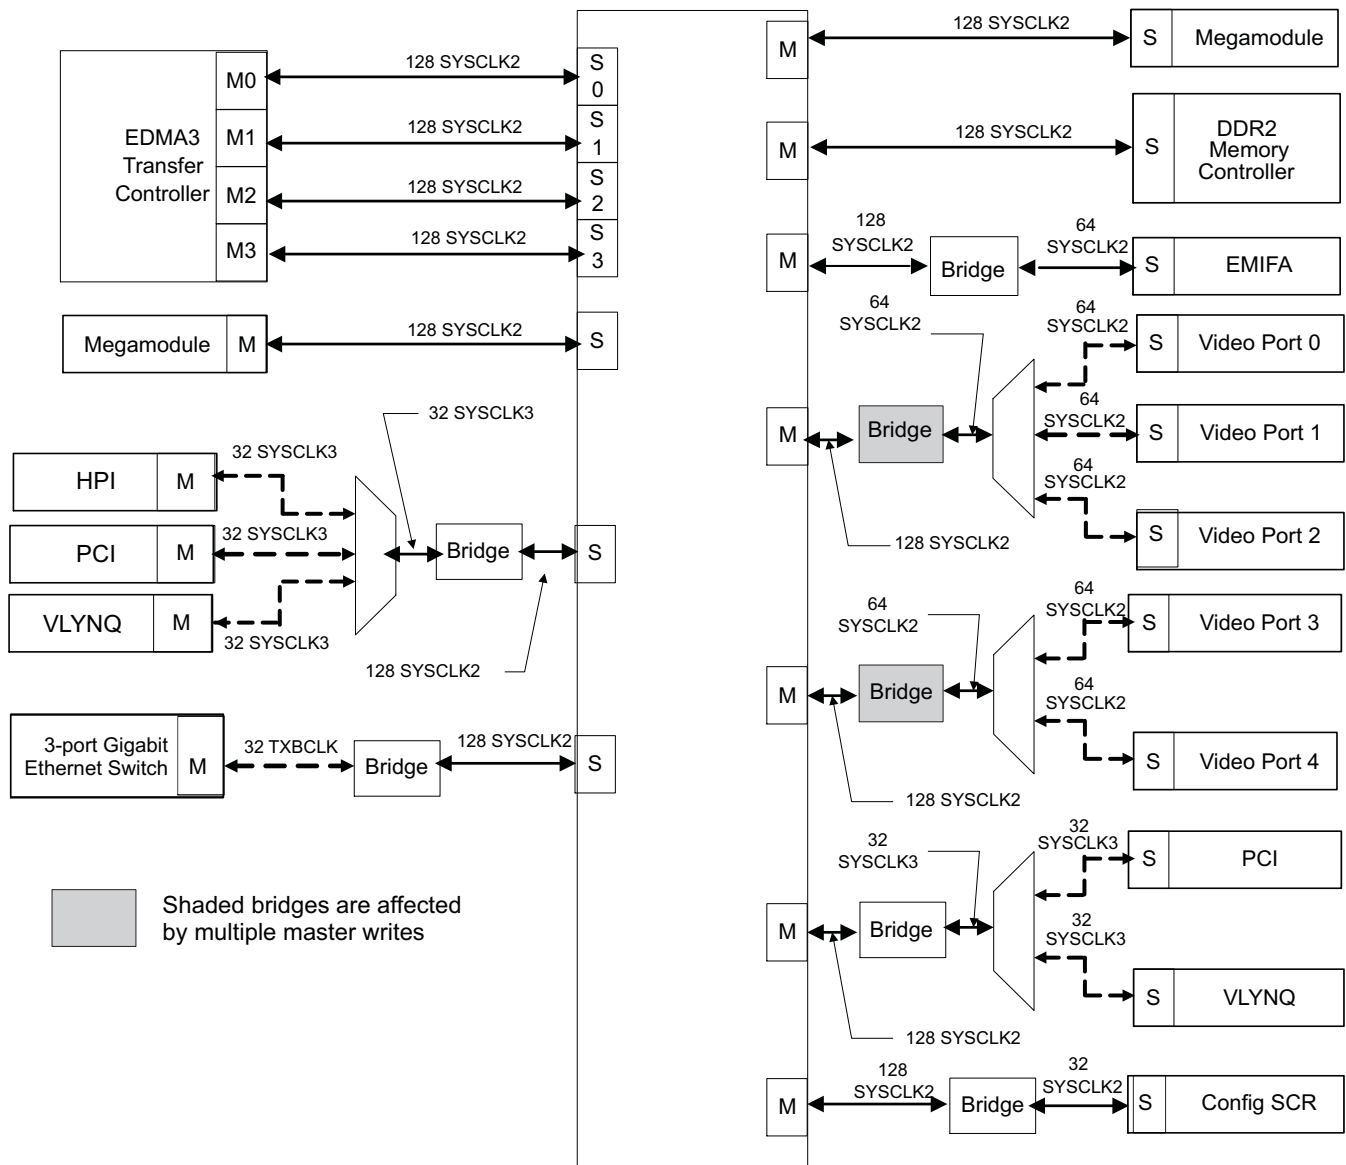 EDMA3
Transfer
Controller
M0
M1
M2
M3
128 SYSCLK2
128 SYSCLK2
128 SYSCLK2
128 SYSCLK2
S
0
S
1
S
2
S
3
Megamodule
M
128 SYSCLK2
S
32 SYSCLK3
HPI
M
32 SYSCLK3
PCI
M
32 SYSCLK3
VLYNQ
M
32 SYSCLK3
Bridge
S
128 SYSCLK2
3-port Gigabit
Ethernet Switch
M
32 TXBCLK
Bridge
128 SYSCLK2
S
Shaded bridges are affected
by multiple master writes
M
128 SYSCLK2
S
Megamodule
M
128 SYSCLK2
S
DDR2
Memory
Controller
M
128
SYSCLK2
Bridge
64
SYSCLK2
S
EMIFA
M
128 SYSCLK2
Bridge
64
SYSCLK2
64
SYSCLK2
S
Video Port 0
64
SYSCLK2
S
Video Port 1
64
SYSCLK2
S
Video Port 2
M
128 SYSCLK2
Bridge
64
SYSCLK2
64
SYSCLK2
S
Video Port 3
64
SYSCLK2
S
Video Port 4
M
128 SYSCLK2
Bridge
32
SYSCLK3
32
SYSCLK3
S
PCI
32
SYSCLK3
S
VLYNQ
M
128
SYSCLK2
Bridge
32
SYSCLK2
S
Config SCR